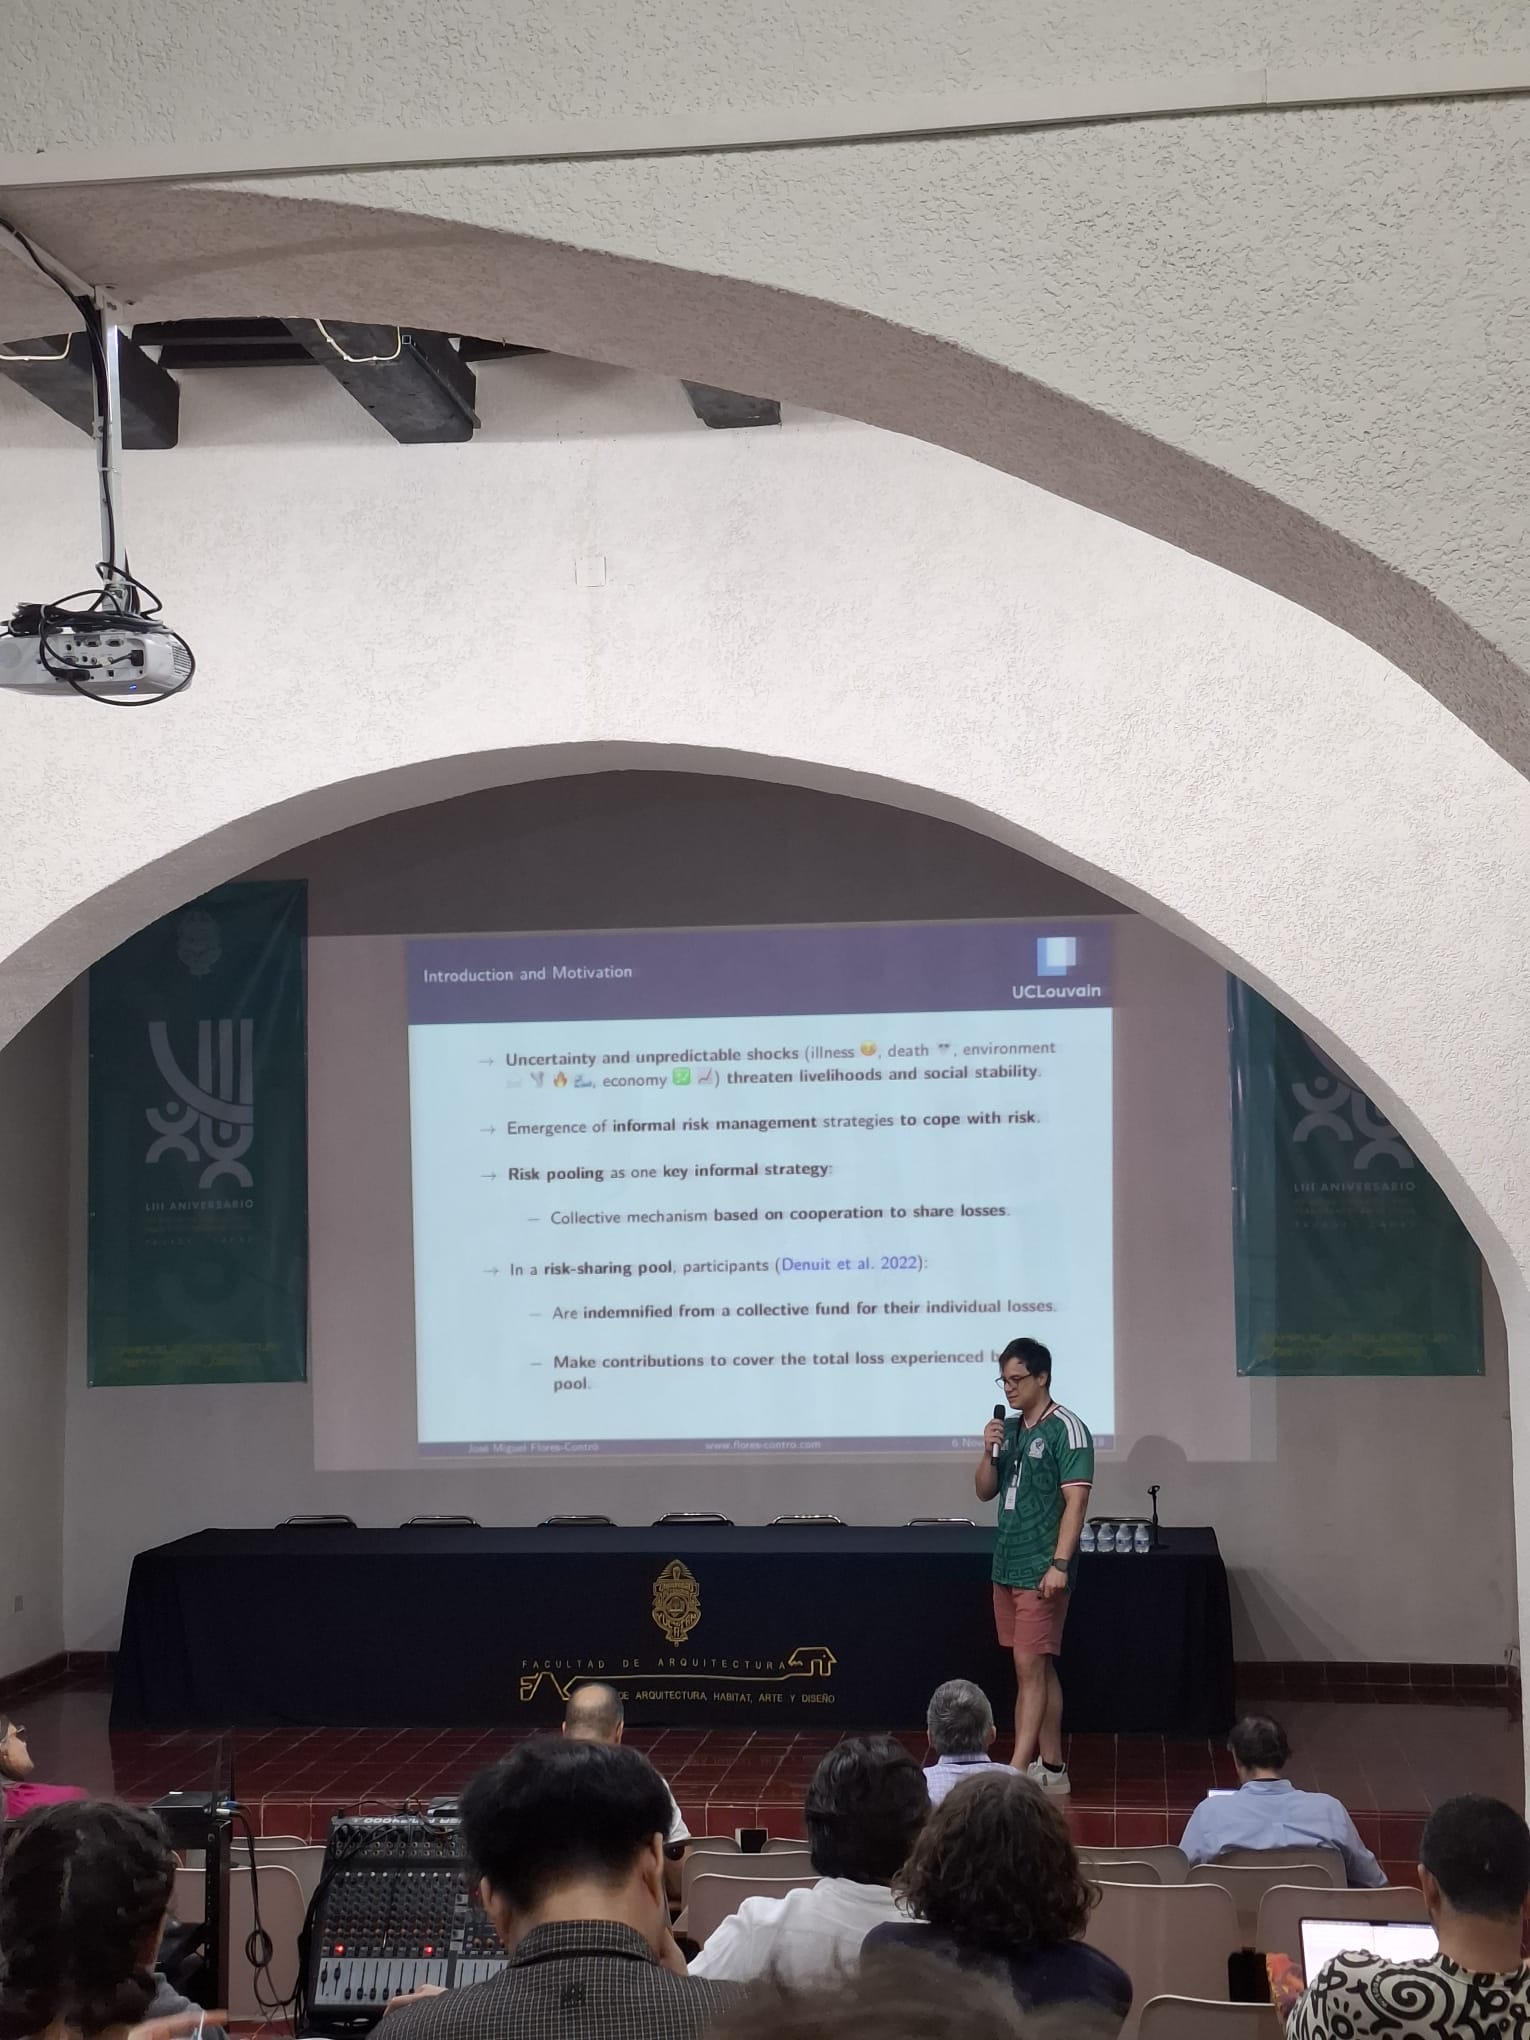 Introduction and Motivation
UCLouvain
→ Uncertainty and unpredictable shocks (illness 🤒, death ☠, environment
🔥 , economy 💹 📈) threaten livelihoods and social stability.
→ Emergence of informal risk management strategies to cope with risk.
→ Risk pooling as one key informal strategy:
– Collective mechanism based on cooperation to share losses.
→ In a risk-sharing pool, participants (Denuit et al. 2022):
– Are indemnified from a collective fund for their individual losses.
– Make contributions to cover the total loss experienced
pool.
José Miguel Flores-Contró www.flores-contro.com 6 18
LIII ANIVERSARIO
LIII ANIVERSARIO
FACULTAD DE ARQUITECTURA
DE ARQUITECTURA, HABITAT, ARTE Y DISEÑO